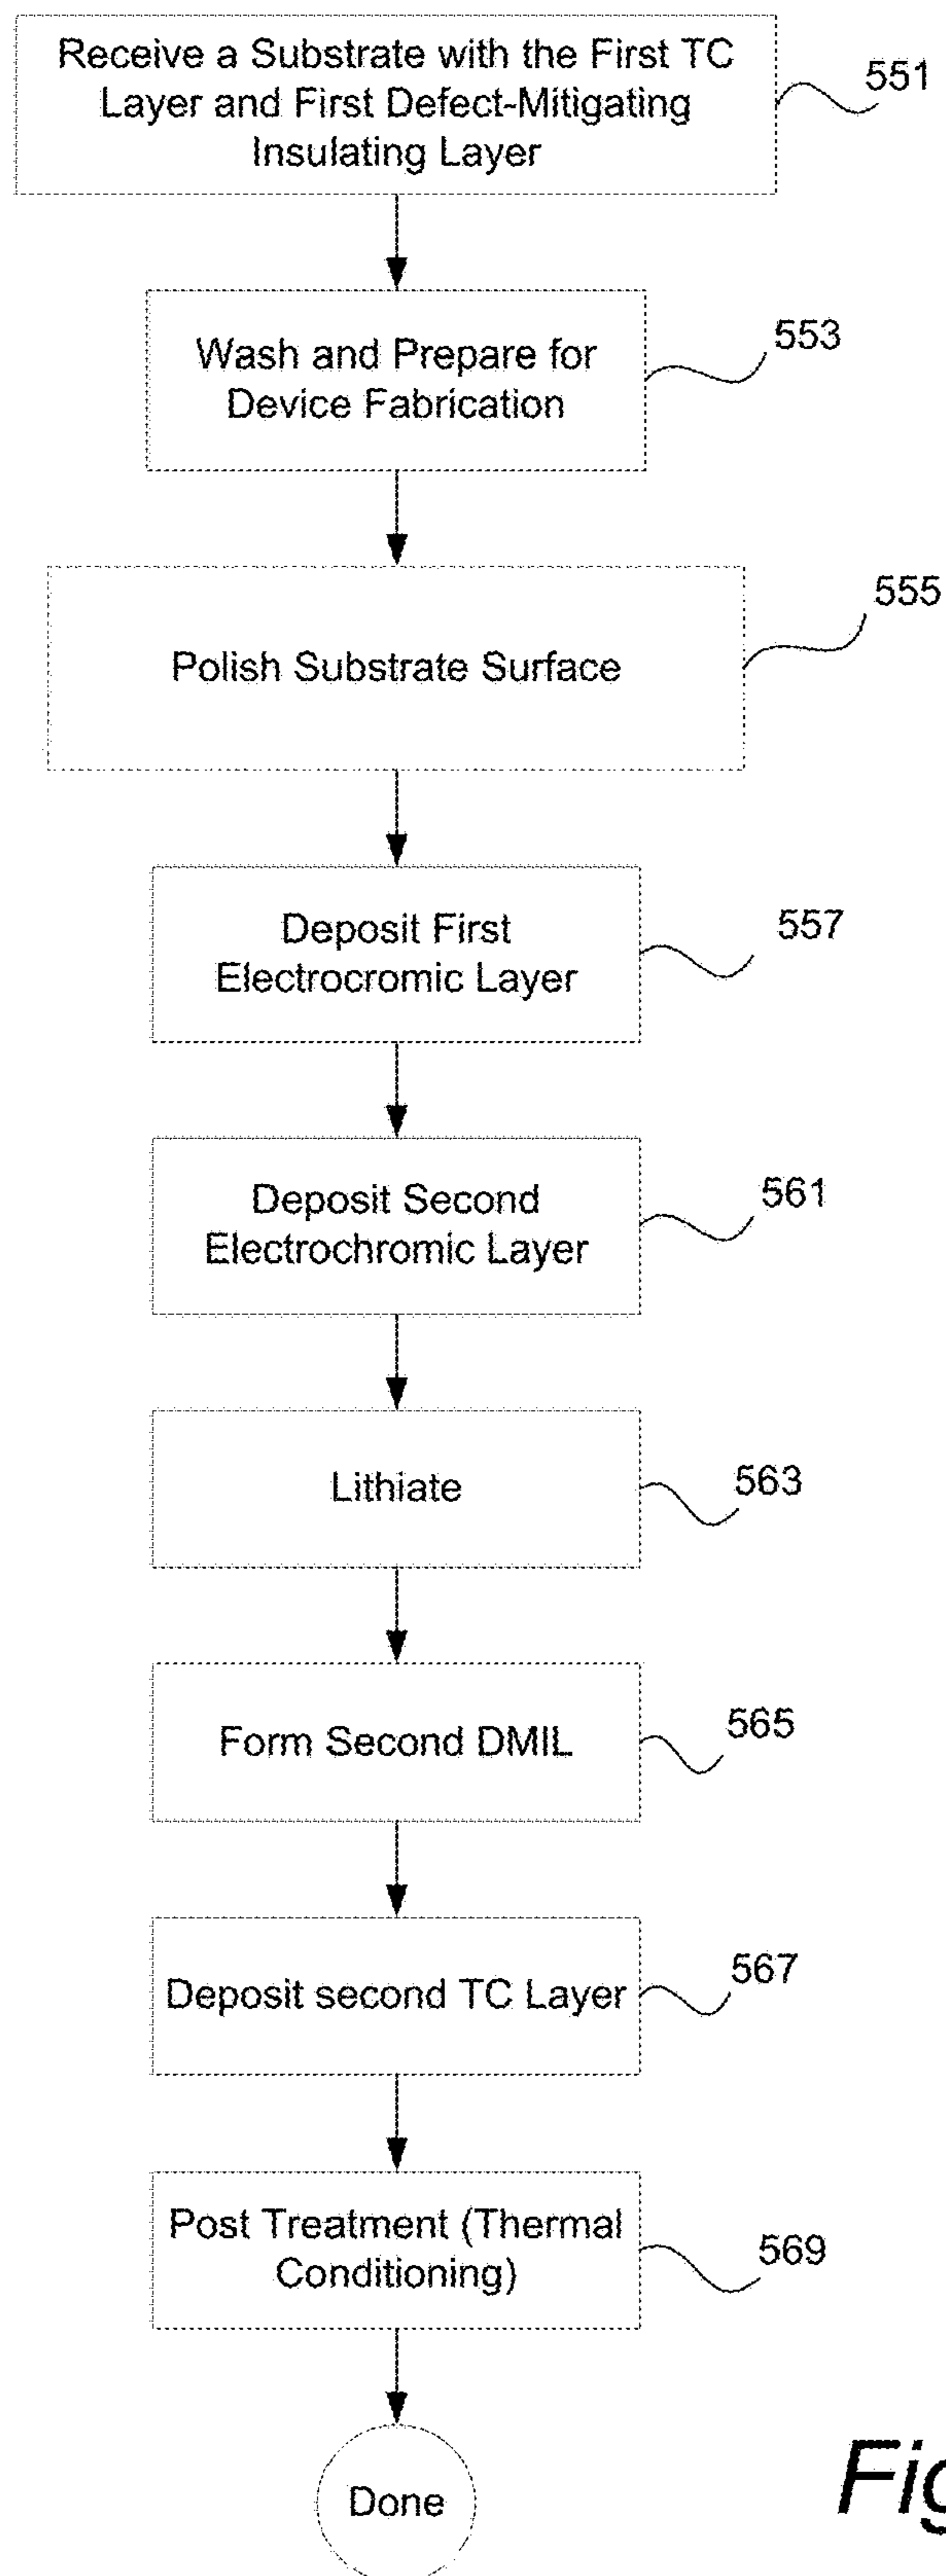 Receive a Substrate with the First TC
Layer and First Defect-Mitigating
Insulating Layer
551
Wash and Prepare for
Device Fabrication
553
Polish Substrate Surface
555
Deposit First
Electrocromic Layer
557
Deposit Second
Electrochromic Layer
561
Lithiate
563
Form Second DMIL
565
Deposit second TC Layer
567
Post Treatment (Thermal
Conditioning)
569
Done
Fig